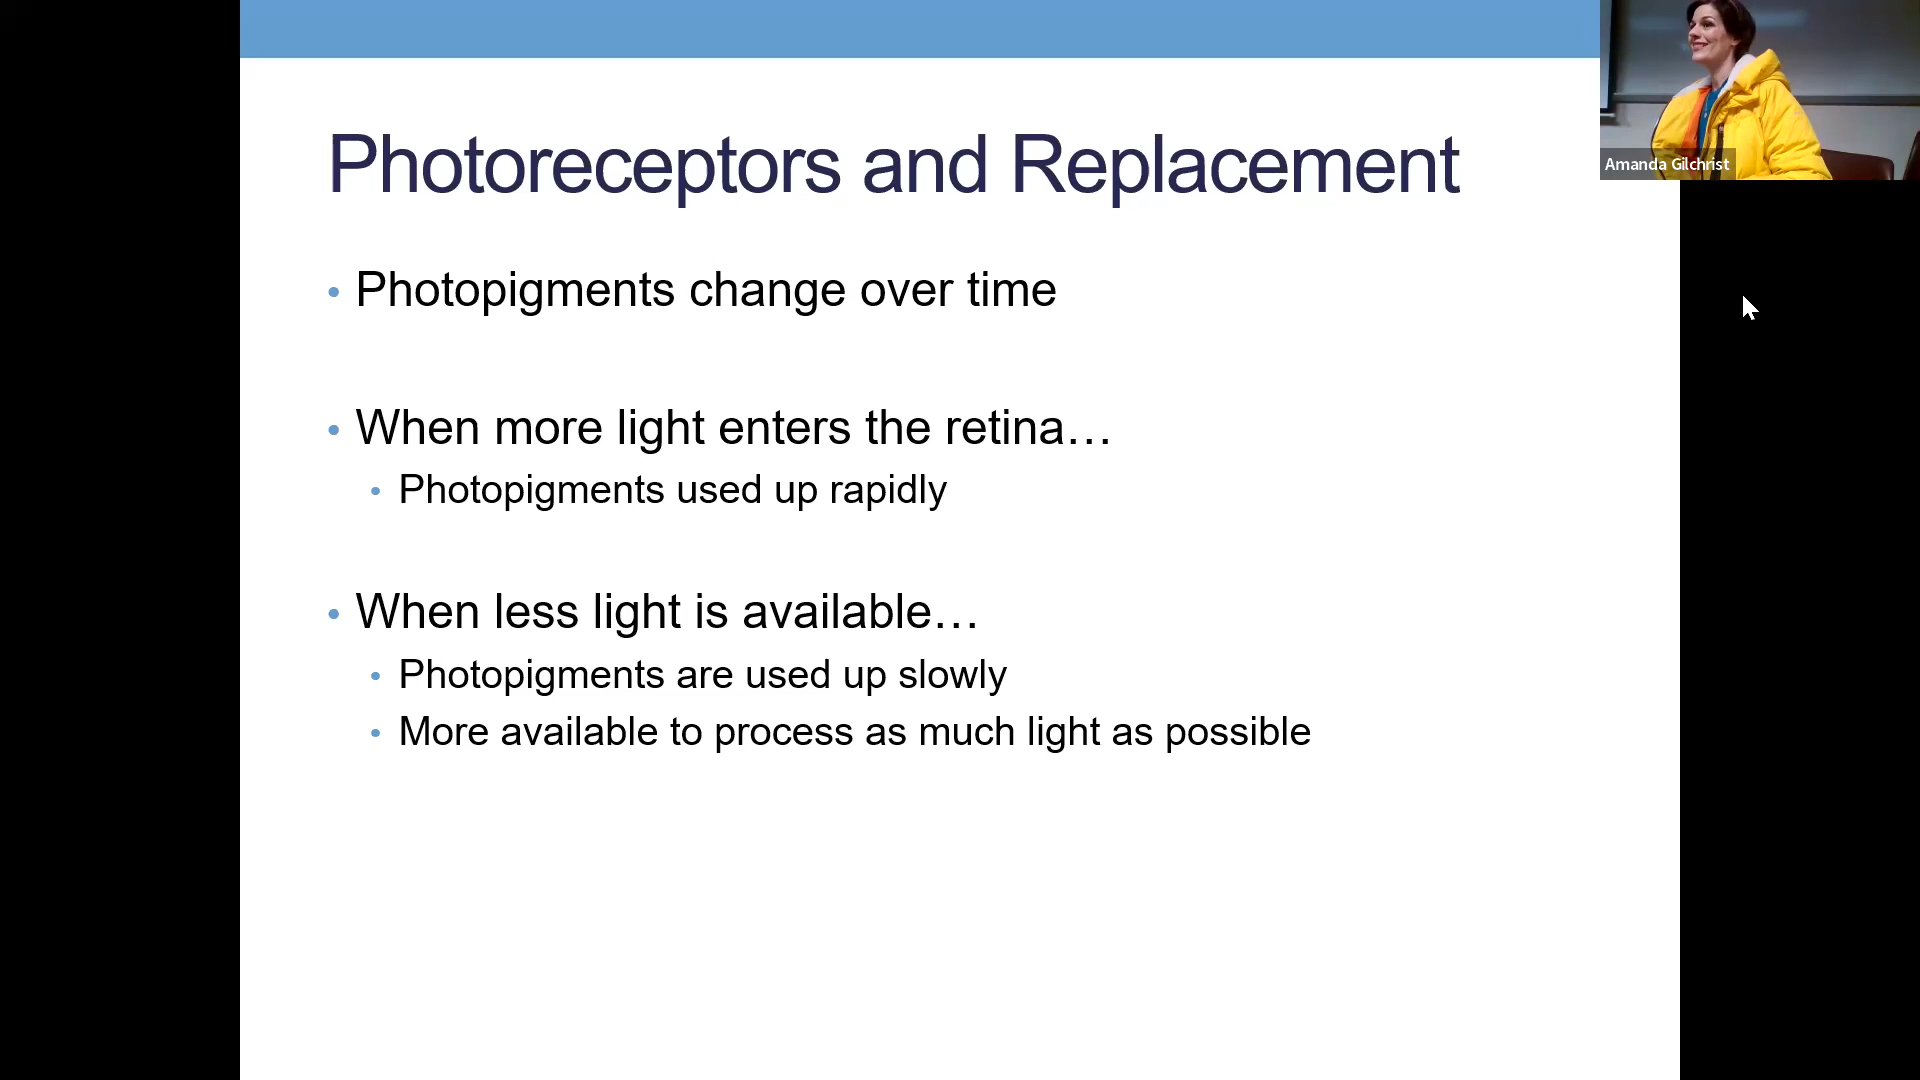 Photoreceptors and Replacement
Amanda Gilchrist
• Photopigments change over time
• When more light enters the retina…
• Photopigments used up rapidly
• When less light is available…
• Photopigments are used up slowly
• More available to process as much light as possible